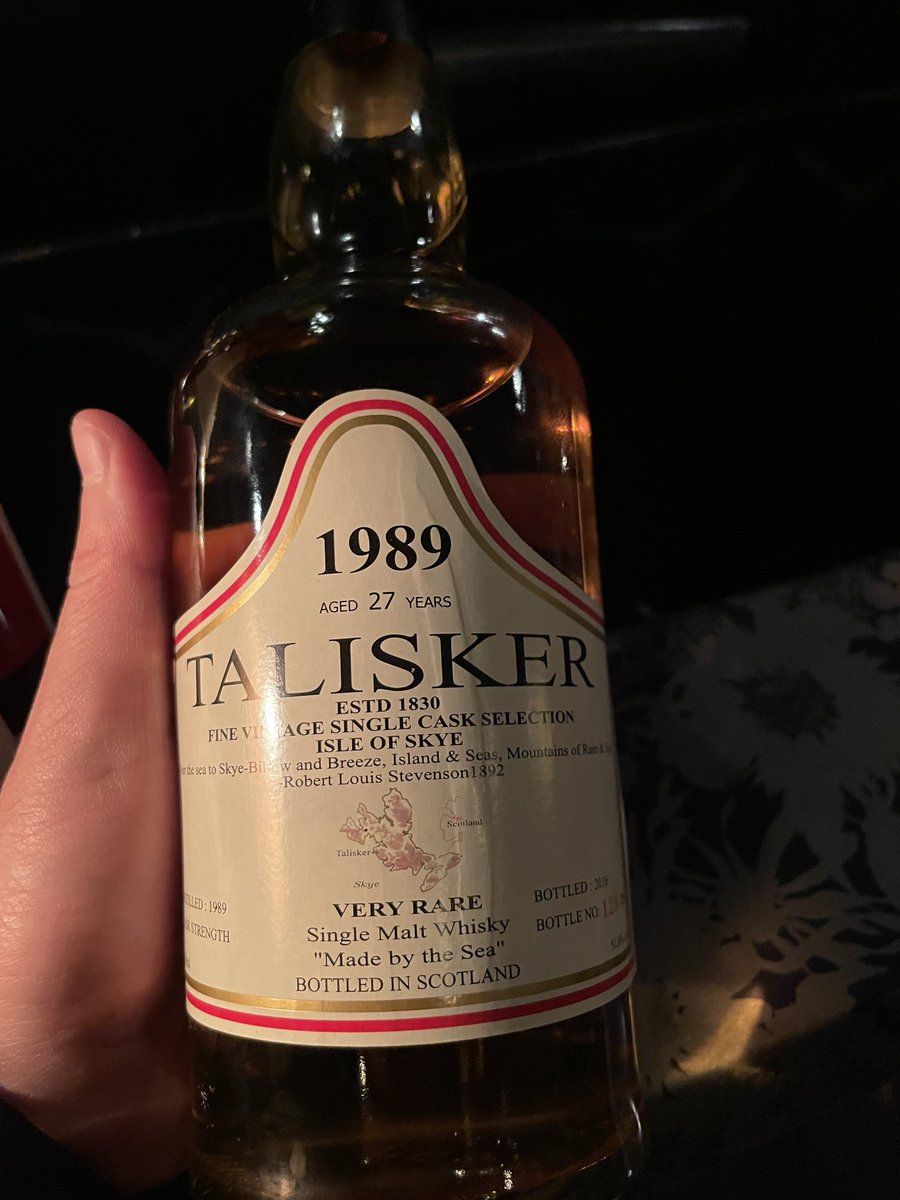 1989
AGED 27 YEARS
TALISKER
ESTD 1830
FINE VINTAGE SINGLE CASK SELECTION
ISLE OF SKYE
the sea to Skye-Billow and Breeze, Island & Seas, Mountains of Rain &
-Robert Louis Stevenson1892
Scotland
Talisker
Skye
: 1989
STRENGTH
VERY RARE
Single Malt Whisky
"Made by the Sea"
BOTTLED IN SCOTLAND
BOTTLED : 2016
BOTTLE NO: